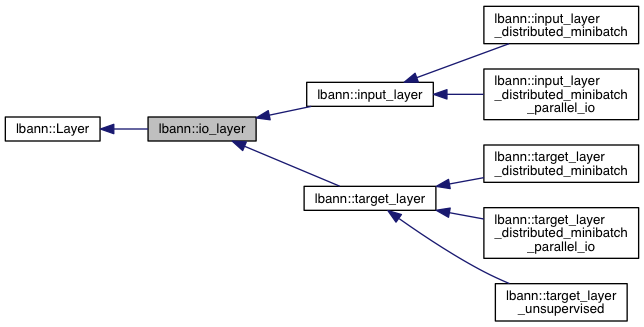 lbann::Layer
lbann::io_layer
lbann::input_layer
lbann::input_layer
_distributed_minibatch
lbann::input_layer
_distributed_minibatch
_parallel_io
lbann::target_layer
lbann::target_layer
_distributed_minibatch
lbann::target_layer
_distributed_minibatch
_parallel_io
lbann::target_layer
_unsupervised